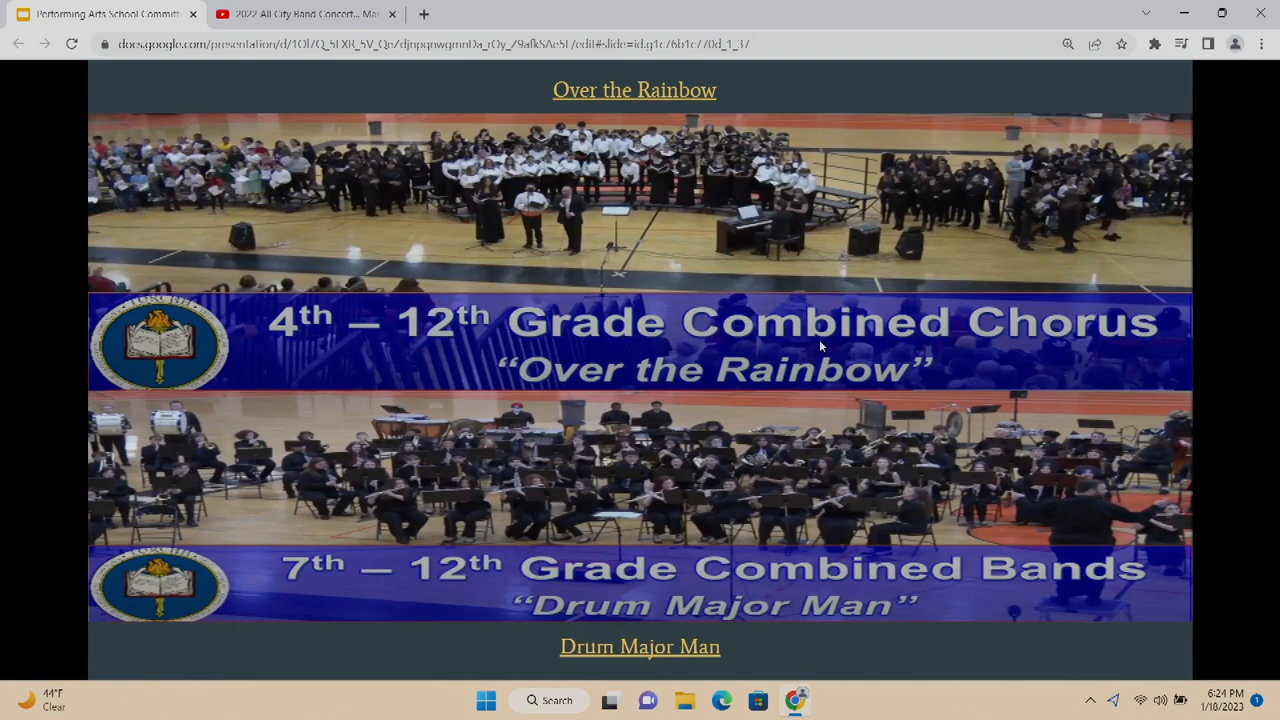 Performing Arts School Committ
2022 All City Band Concert... Mar
Over the Rainbow
4th – 12th Grade Combined Chorus
“Over the Rainbow”
7th – 12th Grade Combined Bands
“Drum Major Man”
Drum Major Man
44°F
Clear
Search
6:24 PM
1/18/2023
1